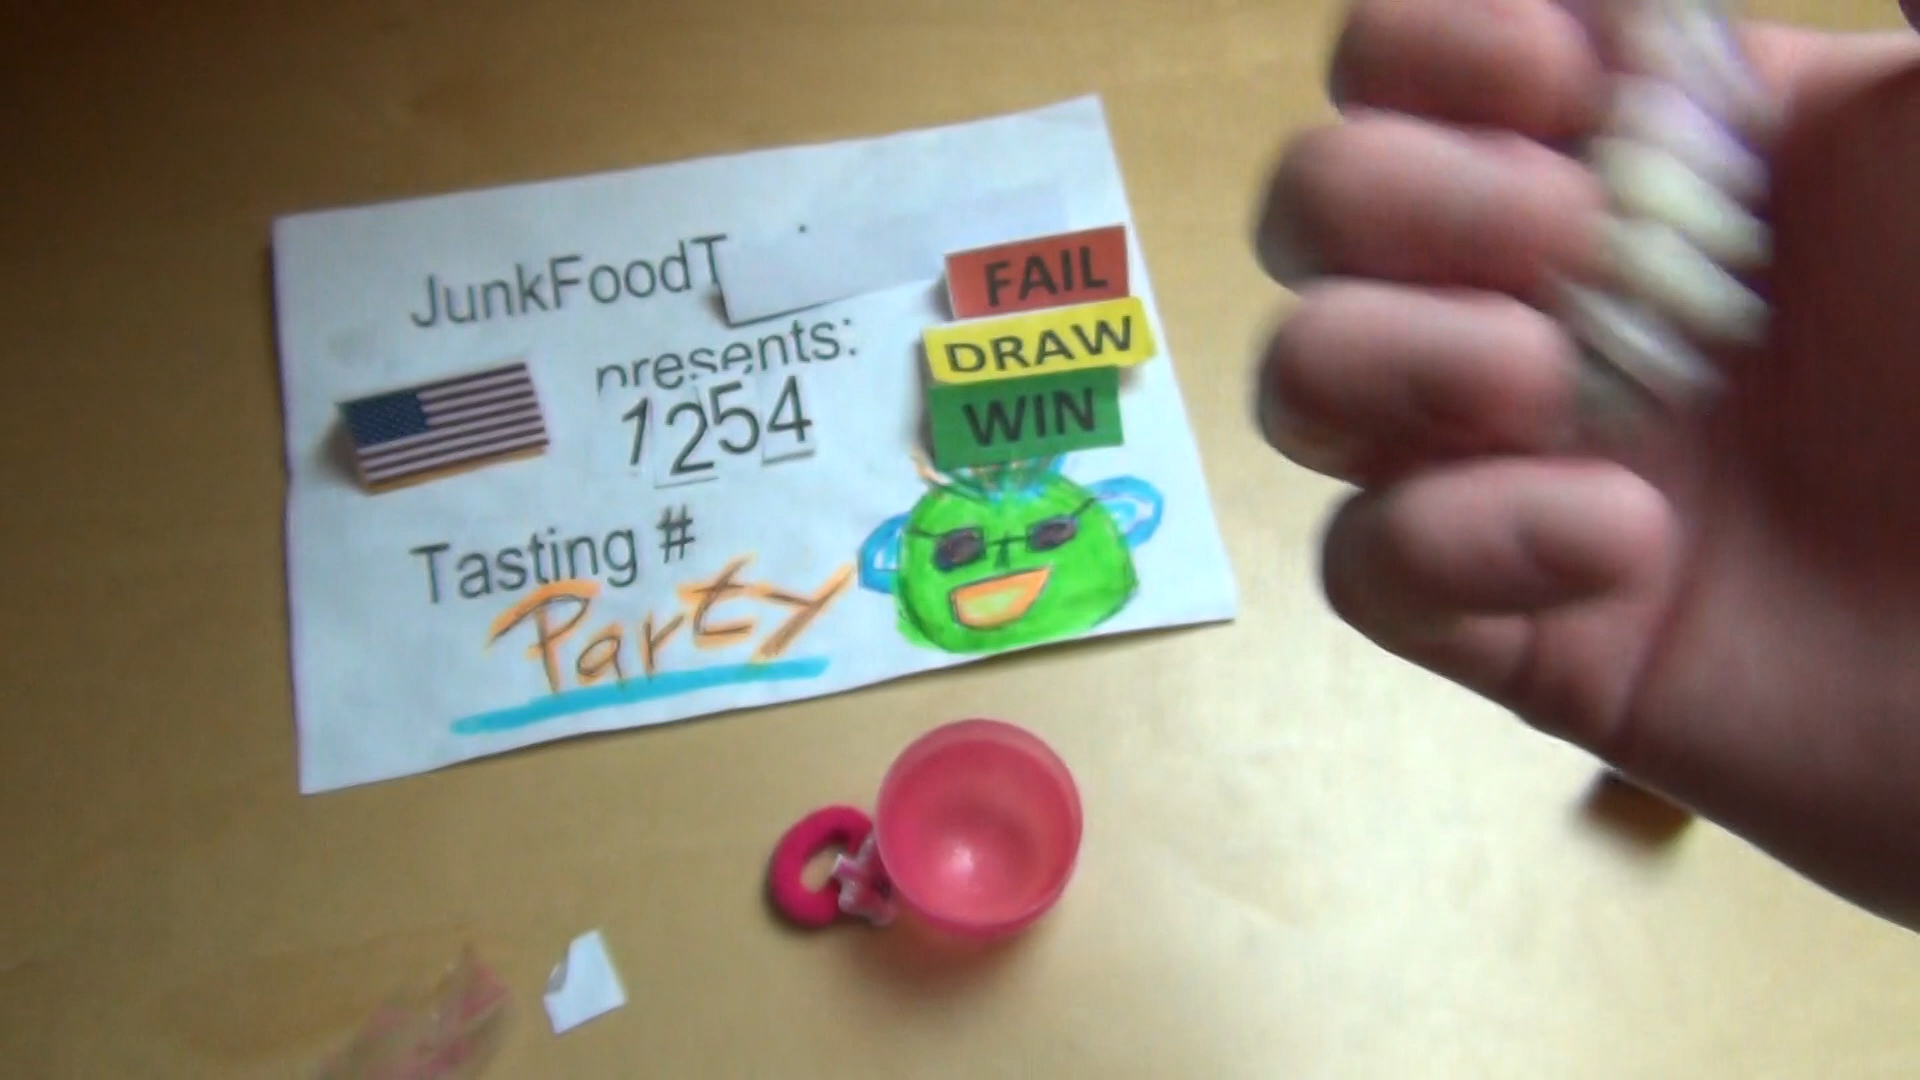 JunkFoodT
presents:
1254
Tasting #
Party
FAIL
DRAW
WIN